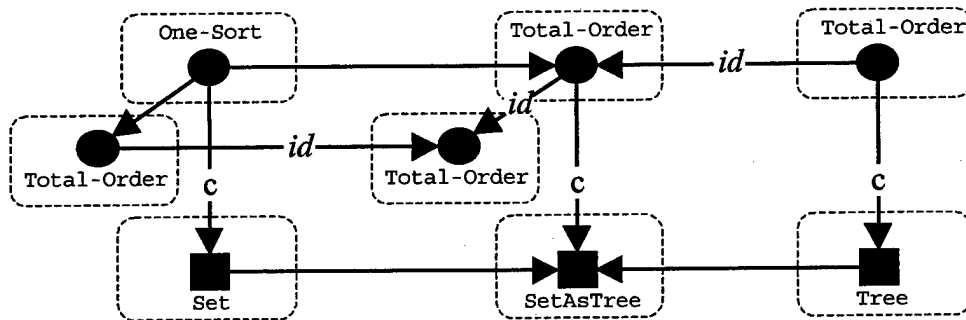 One-Sort
Total-Order
Total-Order
id
id
id
Total-Order
Total-Order
c
c
c
Set
SetAsTree
Tree